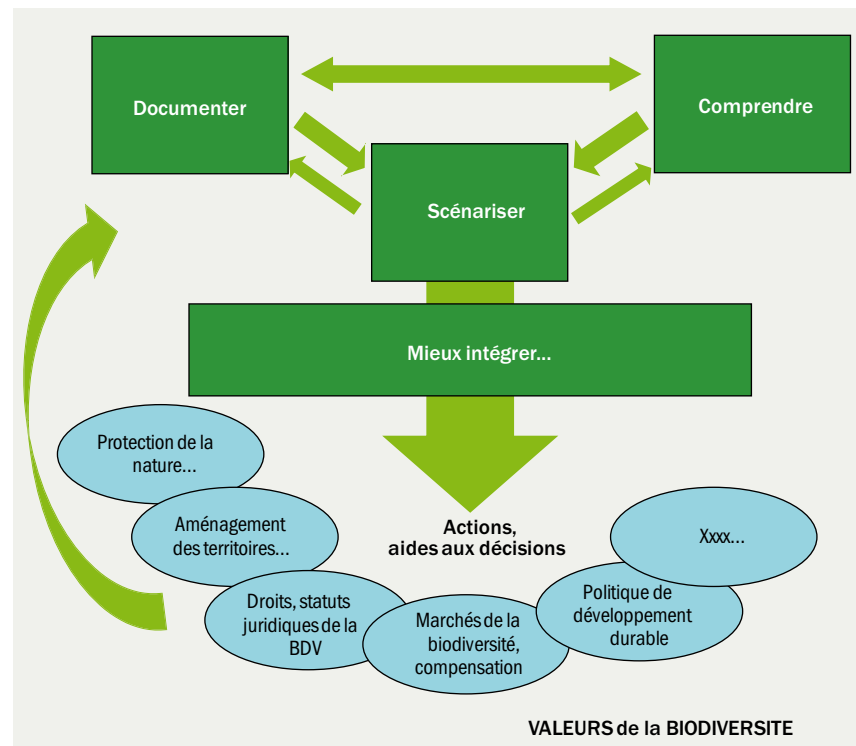 Documenter
Comprendre
Scénariser
Mieux intégrer...
Protection de la
nature...
Aménagement
des territoires...
Droits, statuts
juridiques de la
BDV
Actions,
aides aux décisions
Marchés de la
biodiversité,
compensation
Politique de
développement
durable
Xxxx...
VALEURS de la BIODIVERSITE